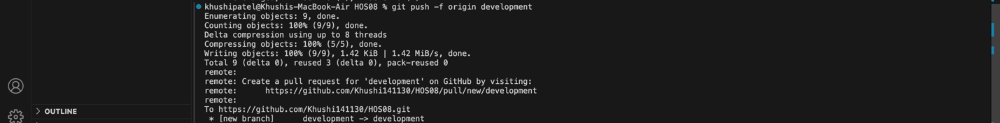 khushipatel@Khushis-MacBook-Air HOS08 % git push -f origin development
Enumerating objects: 9, done.
Counting objects: 100% (9/9), done.
Delta compression using up to 8 threads
Compressing objects: 100% (5/5), done.
Writing objects: 100% (9/9), 1.42 KiB | 1.42 MiB/s, done.
Total 9 (delta 0), reused 3 (delta 0), pack-reused 0
remote:
remote: Create a pull request for 'development' on GitHub by visiting:
remote:      https://github.com/Khushi141130/HOS08/pull/new/development
remote:
To https://github.com/Khushi141130/HOS08.git
 * [new branch]      development -> development
OUTLINE